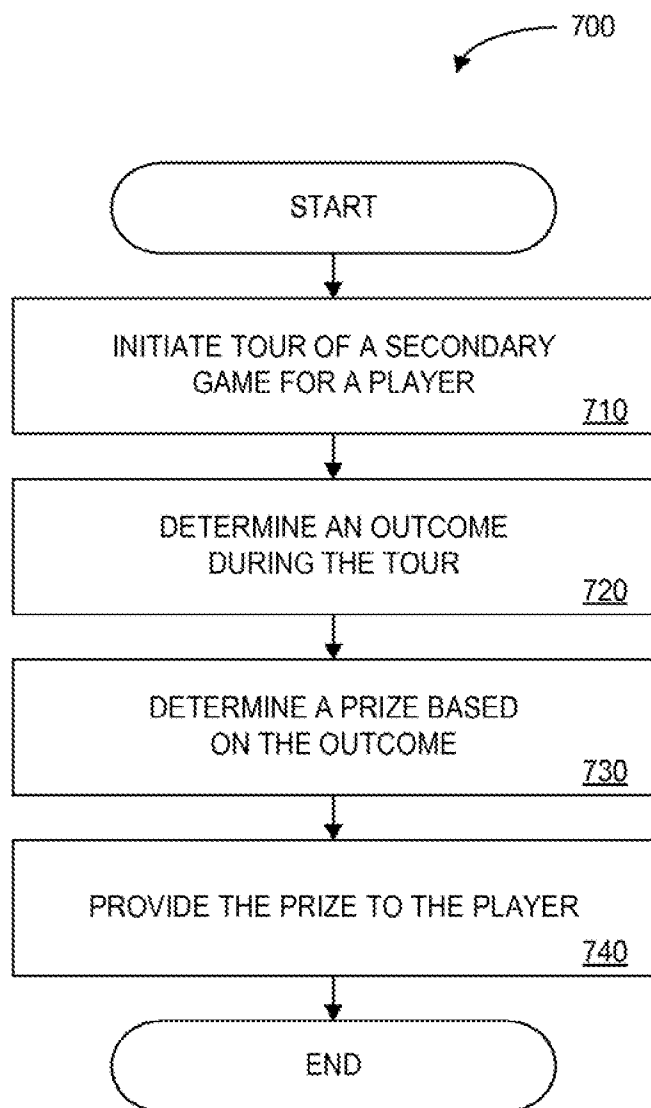 700
START
INITIATE TOUR OF A SECONDARY
GAME FOR A PLAYER
710
DETERMINE AN OUTCOME
DURING THE TOUR
720
DETERMINE A PRIZE BASED
ON THE OUTCOME
730
PROVIDE THE PRIZE TO THE PLAYER
740
END